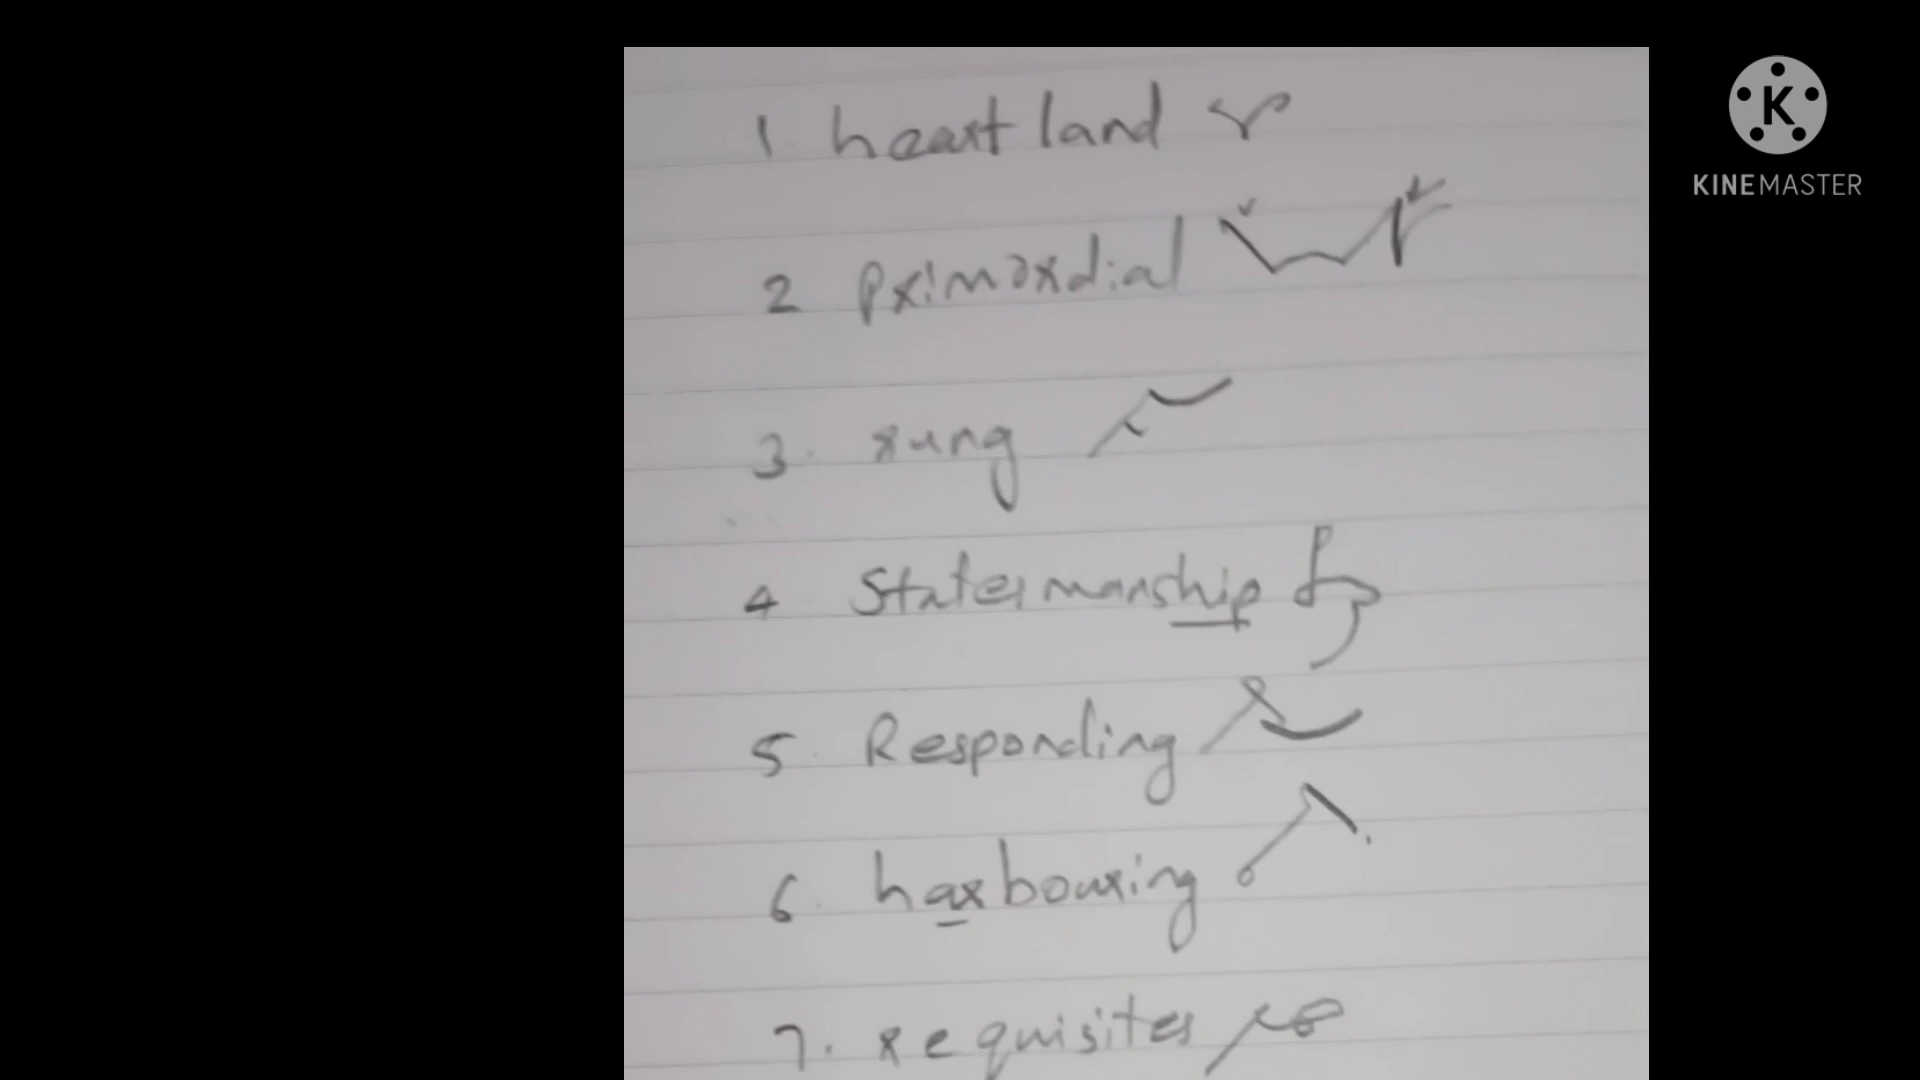 1. heart land
2 Primordial
3. rung
4 Statesmanship
5. Responding
6. harbouring
7. requisites
K
KINEMASTER